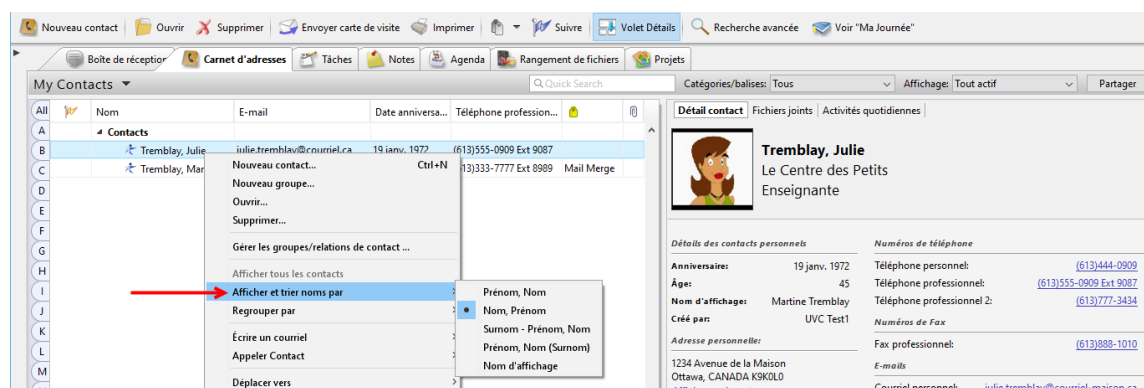 Nouveau contact Ouvrir Supprimer Envoyer carte de visite Imprimer Suivre Volet Détails Recherche avancée Voir "Ma Journée"
Boîte de réception Carnet d'adresses Tâches Notes Agenda Rangement de fichiers Projets
My Contacts Quick Search Catégories/balises: Tous Affichage: Tout actif Partager
All Nom E-mail Date anniversa... Téléphone profession... Détail contact Fichiers joints Activités quotidiennes
A Contacts
B Tremblay, Julie julie.tremblay@courriel.ca 19 janv. 1972 (613)555-0909 Ext 9087
C Tremblay, Mar 13)333-7777 Ext 8989 Mail Merge
D
E
F
G
H
I
J
K
L
M
Nouveau contact... Ctrl+N
Nouveau groupe...
Ouvrir...
Supprimer...
Gérer les groupes/relations de contact ...
Afficher tous les contacts
Afficher et trier noms par
Regrouper par
Écrire un courriel
Appeler Contact
Déplacer vers
Prénom, Nom
Nom, Prénom
Surnom - Prénom, Nom
Prénom, Nom (Surnom)
Nom d'affichage
Tremblay, Julie
Le Centre des Petits
Enseignante
Détails des contacts personnels
Anniversaire: 19 janv. 1972
Âge: 45
Nom d'affichage: Martine Tremblay
Créé par: UVC Test1
Adresse personnelle:
1234 Avenue de la Maison
Ottawa, CANADA K9K0L0
Numéros de téléphone
Téléphone personnel: (613)444-0909
Téléphone professionnel: (613)555-0909 Ext 9087
Téléphone professionnel 2: (613)777-3434
Numéros de Fax
Fax professionnel: (613)888-1010
E-mails
Courriel personnel: julie.tremblay@courriel-maison.ca